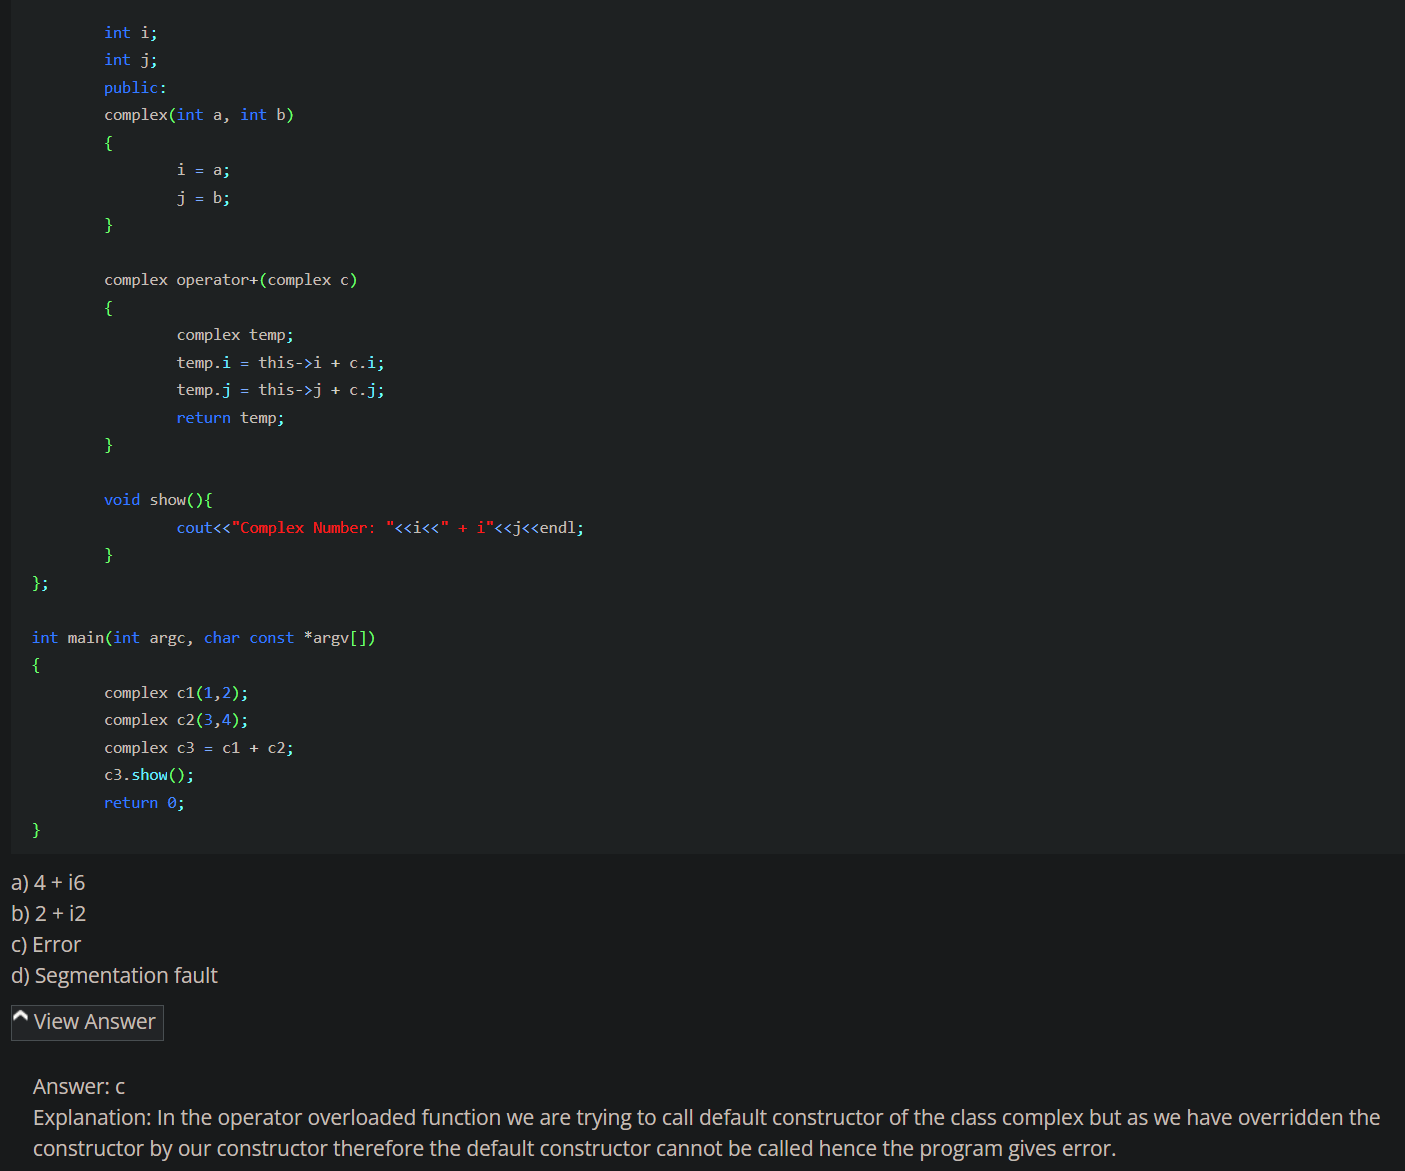 int i;
int j;
public:
complex(int a, int b)
{
i = a;
j = b;
}
complex operator+(complex c)
{
complex temp;
temp.i = this->i + c.i;
temp.j = this->j + c.j;
return temp;
}
void show(){
cout<<"Complex Number: "<<i<<" + i"<<j<<endl;
}
};
int main(int argc, char const *argv[])
{
complex c1(1,2);
complex c2(3,4);
complex c3 = c1 + c2;
c3.show();
return 0;
}
a) 4 + i6
b) 2 + i2
c) Error
d) Segmentation fault
View Answer
Answer: c
Explanation: In the operator overloaded function we are trying to call default constructor of the class complex but as we have overridden the
constructor by our constructor therefore the default constructor cannot be called hence the program gives error.